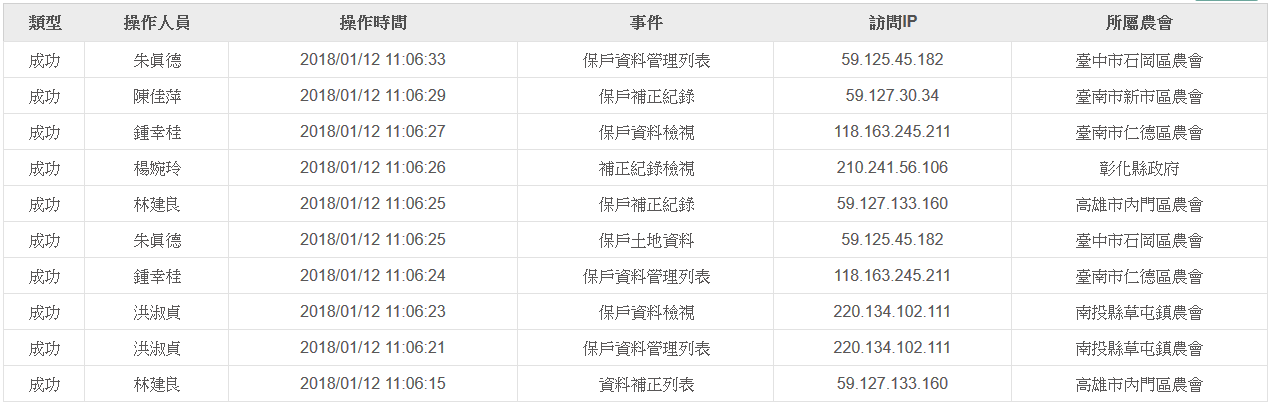 類型 操作人員 操作時間 事件 訪問IP 所屬農會
成功 朱眞德 2018/01/12 11:06:33 保戶資料管理列表 59.125.45.182 臺中市石岡區農會
成功 陳佳萍 2018/01/12 11:06:29 保戶補正紀錄 59.127.30.34 臺南市新市區農會
成功 鍾幸桂 2018/01/12 11:06:27 保戶資料檢視 118.163.245.211 臺南市仁德區農會
成功 楊婉玲 2018/01/12 11:06:26 補正紀錄檢視 210.241.56.106 彰化縣政府
成功 林建良 2018/01/12 11:06:25 保戶補正紀錄 59.127.133.160 高雄市內門區農會
成功 朱眞德 2018/01/12 11:06:25 保戶土地資料 59.125.45.182 臺中市石岡區農會
成功 鍾幸桂 2018/01/12 11:06:24 保戶資料管理列表 118.163.245.211 臺南市仁德區農會
成功 洪淑貞 2018/01/12 11:06:23 保戶資料檢視 220.134.102.111 南投縣草屯鎮農會
成功 洪淑貞 2018/01/12 11:06:21 保戶資料管理列表 220.134.102.111 南投縣草屯鎮農會
成功 林建良 2018/01/12 11:06:15 資料補正列表 59.127.133.160 高雄市內門區農會